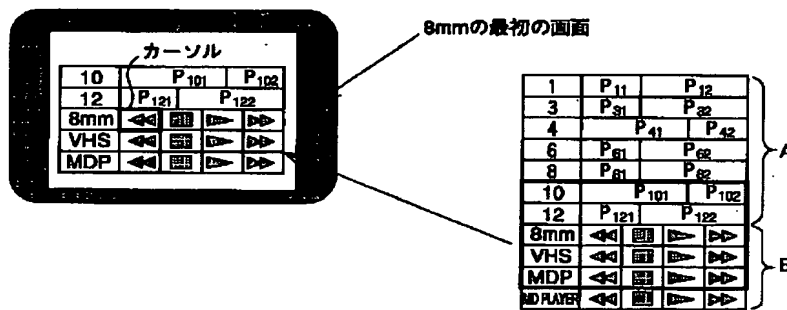 8mmの最初の画面
カーソル
10 P101 P102
12 P121 P122
8mm
VHS
MDP
1 P11 P12
3 P31 P32
4 P41 P42
6 P61 P62
8 P81 P82
10 P101 P102
12 P121 P122
8mm
VHS
MDP
MD PLAYER
A
B